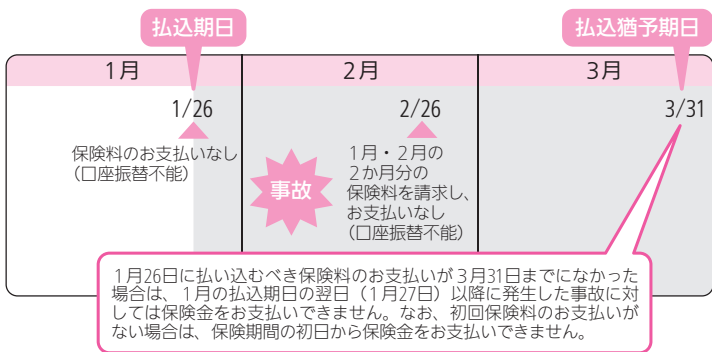 払込期日
払込猶予期日
1月
2月
3月
1/26
2/26
3/31
保険料のお支払いなし
（口座振替不能）
事故
1月・2月の
2か月分の
保険料を請求し、
お支払いなし
（口座振替不能）
1月26日に払い込むべき保険料のお支払いが3月31日までになかった
場合は、1月の払込期日の翌日（1月27日）以降に発生した事故に対
しては保険金をお支払いできません。なお、初回保険料のお支払いが
ない場合は、保険期間の初日から保険金をお支払いできません。